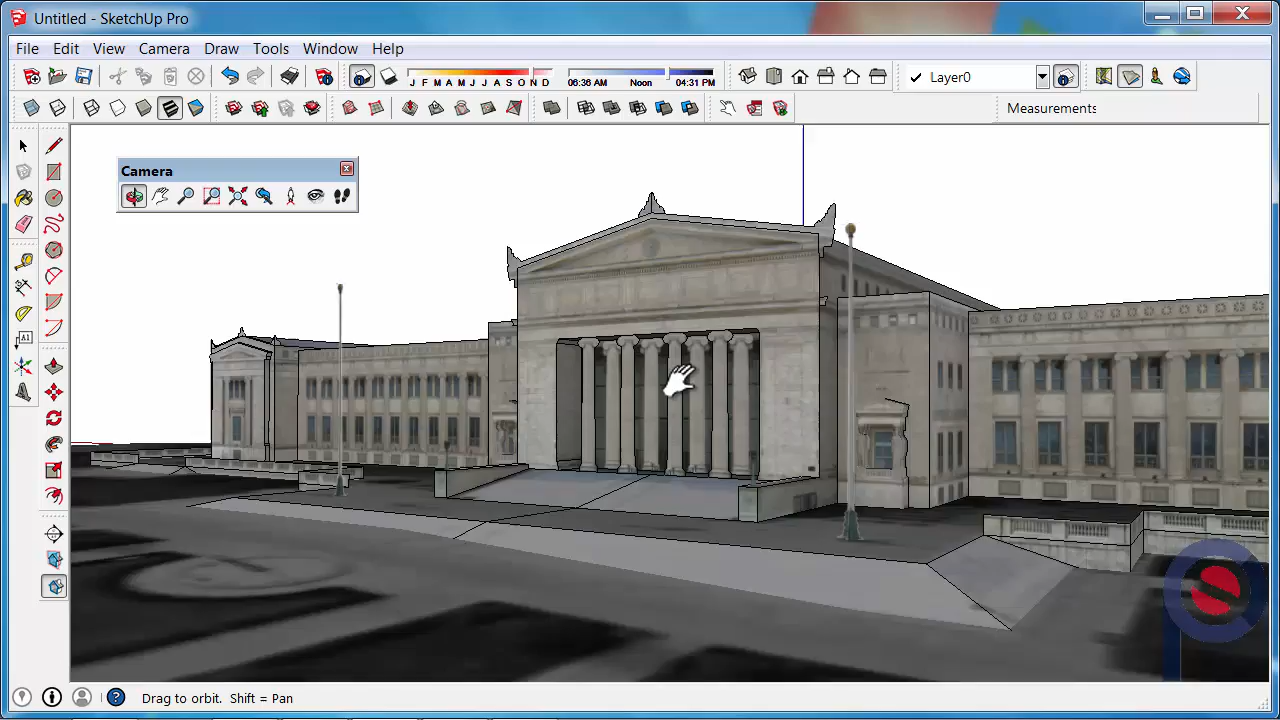 Untitled - SketchUp Pro
File Edit View Camera Draw Tools Window Help
J F M A M J J A S O N D 06:36 AM Noon 04:31 PM Layer0
Measurements
Camera
A1
Drag to orbit. Shift = Pan